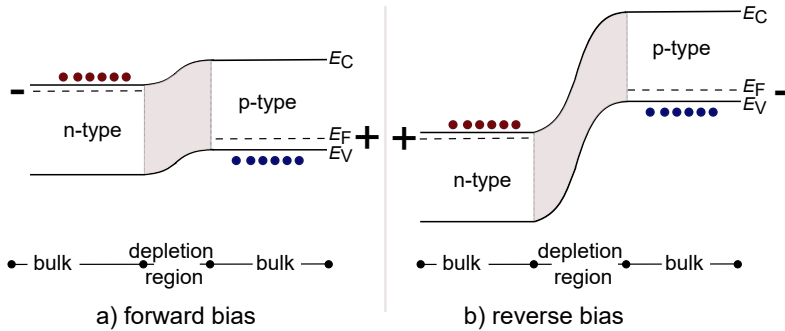 EC
p-type
n-type
EF
EV
-
+
bulk
depletion
region
bulk
a) forward bias
EC
p-type
EF
EV
-
+
n-type
bulk
depletion
region
bulk
b) reverse bias